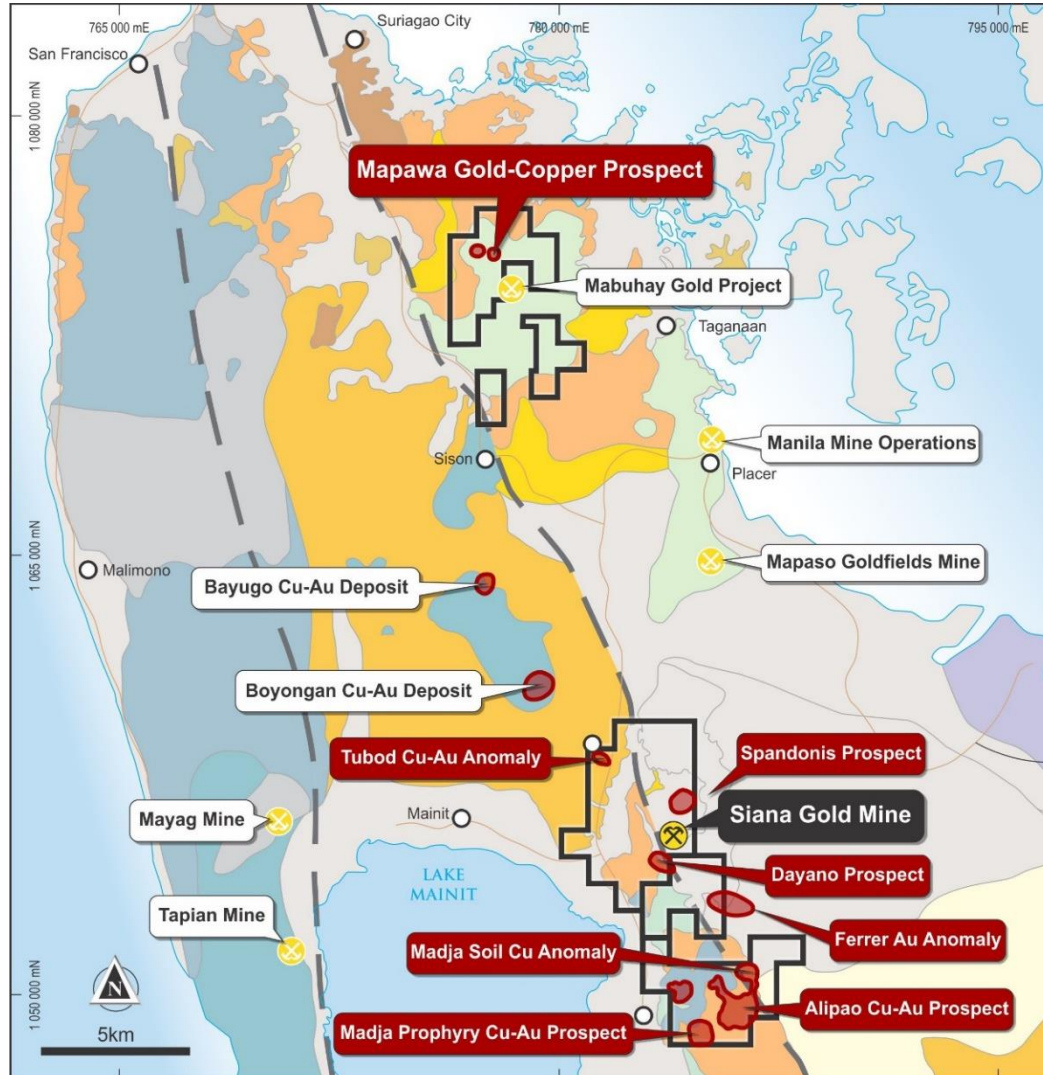 765 000 mE
Suriagao City
780 000 mE
795 000 mE
San Francisco
1 080 000 mN
Mapawa Gold-Copper Prospect
Mabuhay Gold Project
Taganaan
Manila Mine Operations
Sison
Placer
1 065 000 mN
Malimono
Mapaso Goldfields Mine
Bayugo Cu-Au Deposit
Boyongan Cu-Au Deposit
Tubod Cu-Au Anomaly
Spandonis Prospect
Mayag Mine
Mainit
Siana Gold Mine
LAKE
MAINIT
Dayano Prospect
Tapian Mine
Ferrer Au Anomaly
Madja Soil Cu Anomaly
N
1 050 000 mN
Alipao Cu-Au Prospect
5km
Madja Prophyry Cu-Au Prospect